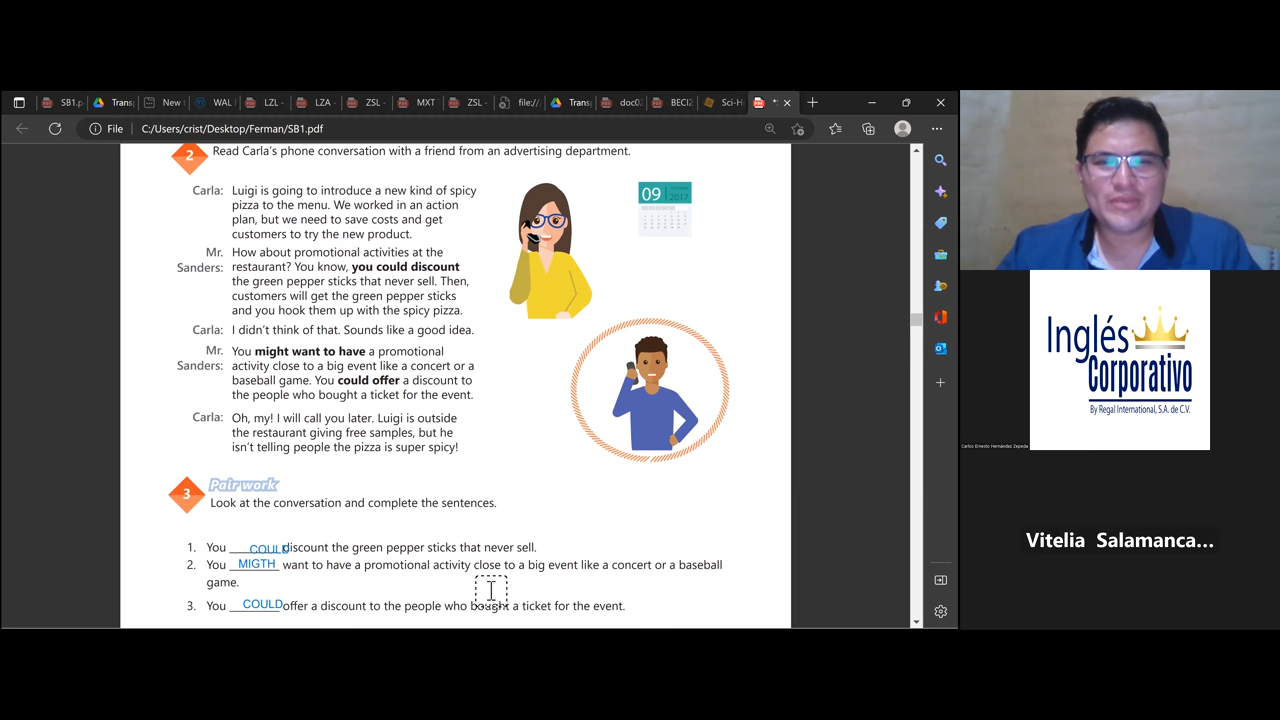 SB1.p
Trans
New
WAL
LZL -
LZA -
ZSL -
MXT
ZSL -
file:/
Trans
doc0
BECI
Sci-H
File
C:/Users/crist/Desktop/Ferman/SB1.pdf
2 Read Carla's phone conversation with a friend from an advertising department.
Carla: Luigi is going to introduce a new kind of spicy
pizza to the menu. We worked in an action
plan, but we need to save costs and get
customers to try the new product.
Mr. How about promotional activities at the
Sanders: restaurant? You know, you could discount
the green pepper sticks that never sell. Then,
customers will get the green pepper sticks
and you hook them up with the spicy pizza.
Carla: I didn't think of that. Sounds like a good idea.
Mr. You might want to have a promotional
Sanders: activity close to a big event like a concert or a
baseball game. You could offer a discount to
the people who bought a ticket for the event.
Carla: Oh, my! I will call you later. Luigi is outside
the restaurant giving free samples, but he
isn't telling people the pizza is super spicy!
09
2017
3 Pair work
Look at the conversation and complete the sentences.
1. You COULD discount the green pepper sticks that never sell.
2. You MIGTH want to have a promotional activity close to a big event like a concert or a baseball
game.
3. You COULD offer a discount to the people who bought a ticket for the event.
Inglés
Corporativo
By Regal International, S.A. de C.V.
Carlos Ernesto Hernández Zepeda
Vitelia Salamanca...